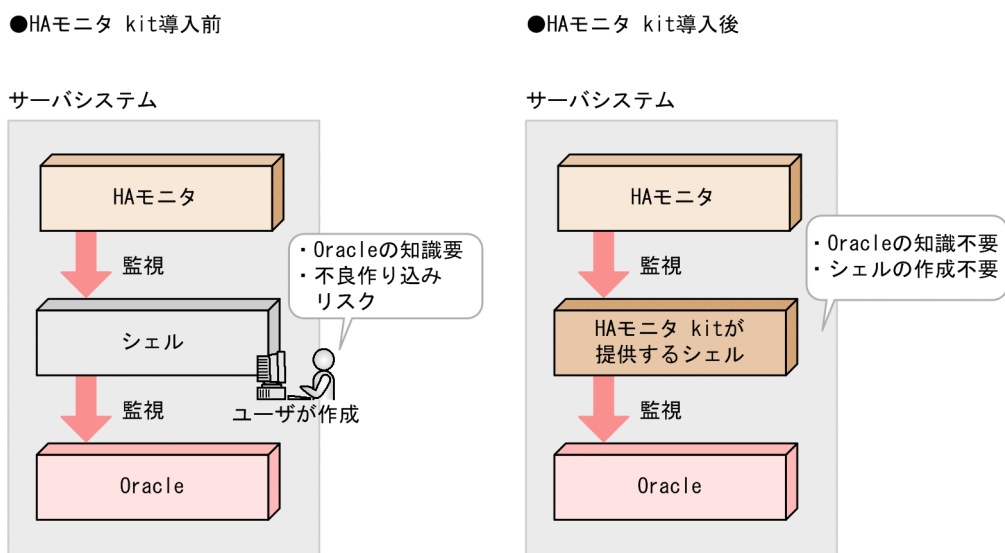 ●HAモニタ kit導入前
サーバシステム
HAモニタ
監視
・Oracleの知識要
・不良作り込み
リスク
シェル
ユーザが作成
監視
Oracle
●HAモニタ kit導入後
サーバシステム
HAモニタ
監視
・Oracleの知識不要
・シェルの作成不要
HAモニタ kitが
提供するシェル
監視
Oracle